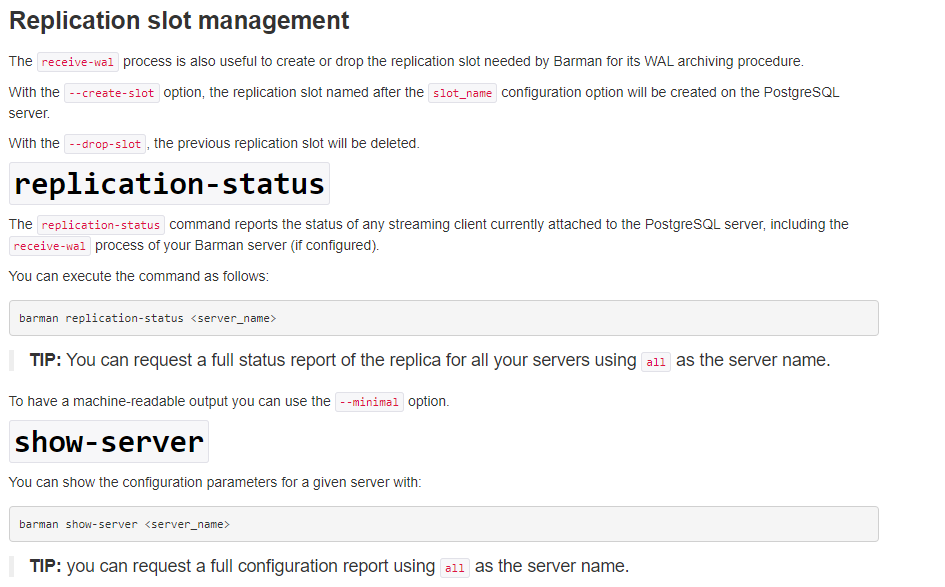 Replication slot management
The receive-wal process is also useful to create or drop the replication slot needed by Barman for its WAL archiving procedure.
With the --create-slot option, the replication slot named after the slot_name configuration option will be created on the PostgreSQL
server.
With the --drop-slot, the previous replication slot will be deleted.
replication-status
The replication-status command reports the status of any streaming client currently attached to the PostgreSQL server, including the
receive-wal process of your Barman server (if configured).
You can execute the command as follows:
barman replication-status <server_name>
TIP: You can request a full status report of the replica for all your servers using all as the server name.
To have a machine-readable output you can use the --minimal option.
show-server
You can show the configuration parameters for a given server with:
barman show-server <server_name>
TIP: you can request a full configuration report using all as the server name.